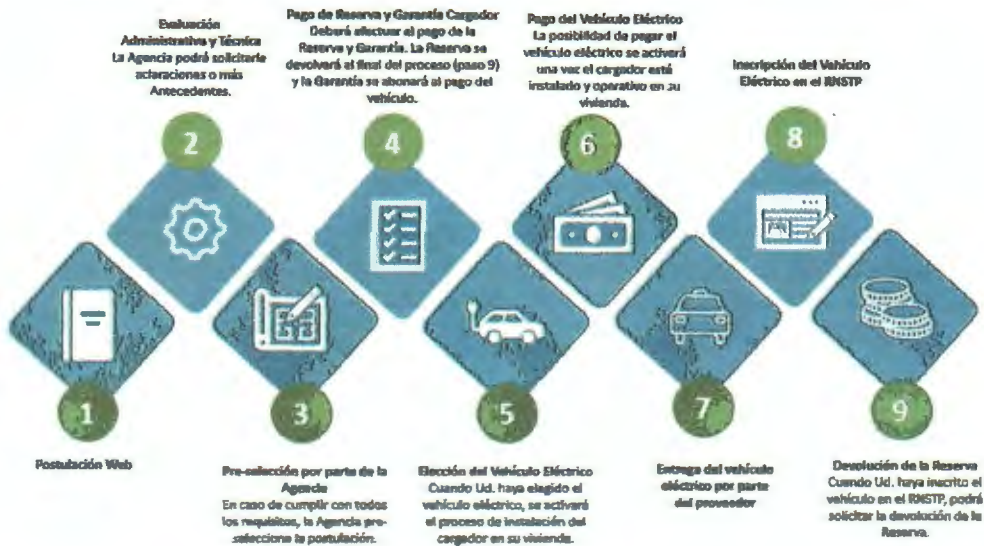 Evaluación
Administrativa y Técnica
La Agencia podrá solicitarle
aclaraciones o más
Antecedentes.
Pago de Reserva y Garantía Cargador
Deberá efectuar el pago de la
Reserva y Garantía. La Reserva se
devolverá al final del proceso (paso 9)
y la Garantía se abonará al pago del
vehículo.
Pago del Vehículo Eléctrico
La posibilidad de pagar el
vehículo eléctrico se activará
una vez el cargador esté
instalado y operativo en su
vivienda.
Inscripción del Vehículo
Eléctrico en el RNSTP
2
4
6
8
1
3
5
7
9
Postulación Web
Pre-selección por parte de la
Agencia
En caso de cumplir con todos
los requisitos, la Agencia pre-
selecciona la postulación.
Elección del Vehículo Eléctrico
Cuando Ud. haya elegido el
vehículo eléctrico, se activará
el proceso de instalación del
cargador en su vivienda.
Entrega del vehículo
eléctrico por parte
del proveedor
Devolución de la Reserva
Cuando Ud. haya inscrito el
vehículo en el RNSTP, podrá
solicitar la devolución de la
Reserva.